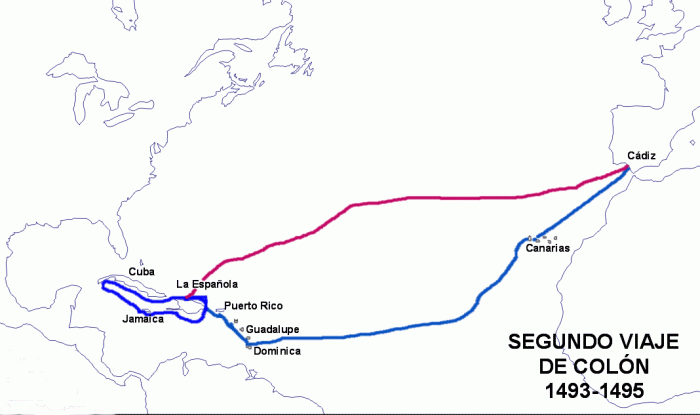 Cádiz
Canarias
Cuba
La Española
Puerto Rico
Jamaica
Guadalupe
Dominica
SEGUNDO VIAJE
DE COLÓN
1493-1495